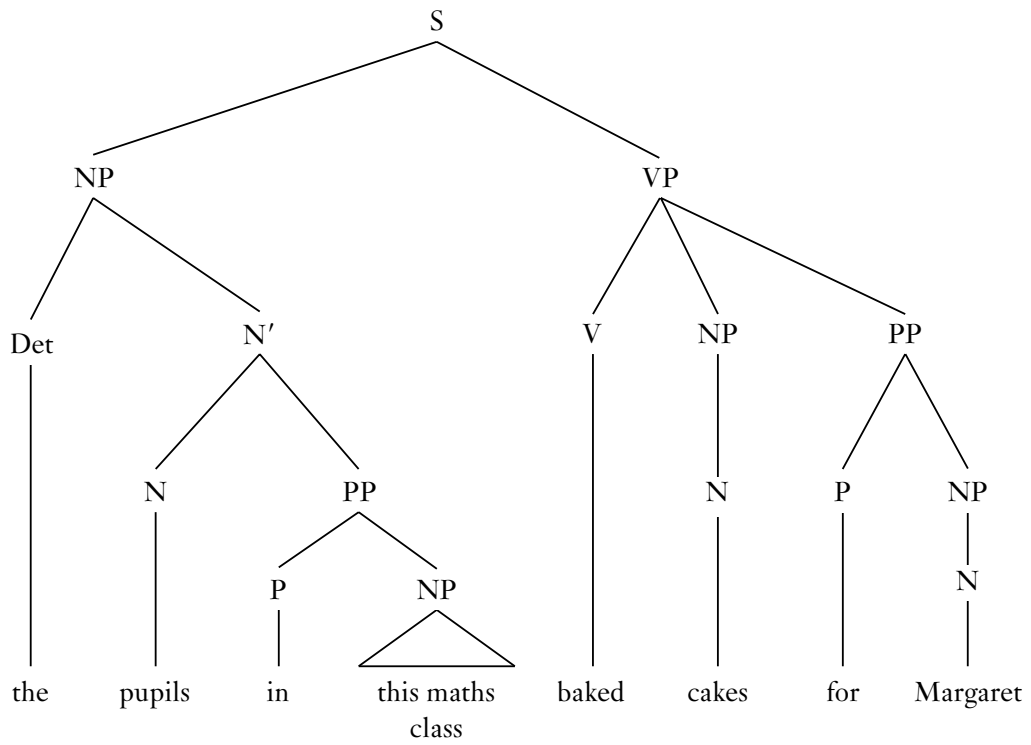 S
NP VP
Det N′ V NP PP
N PP N P NP
P NP N
the pupils in this maths baked cakes for Margaret
class